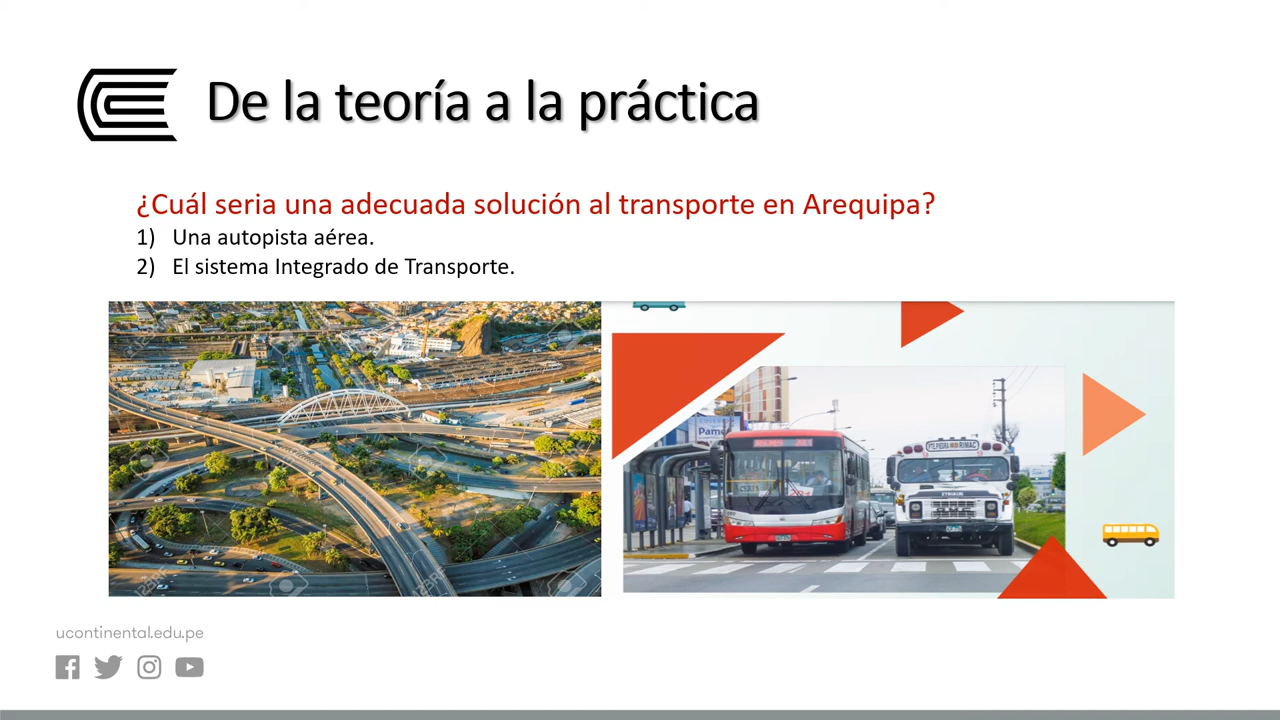 De la teoría a la práctica
¿Cuál seria una adecuada solución al transporte en Arequipa?
1) Una autopista aérea.
2) El sistema Integrado de Transporte.
ucontinental.edu.pe